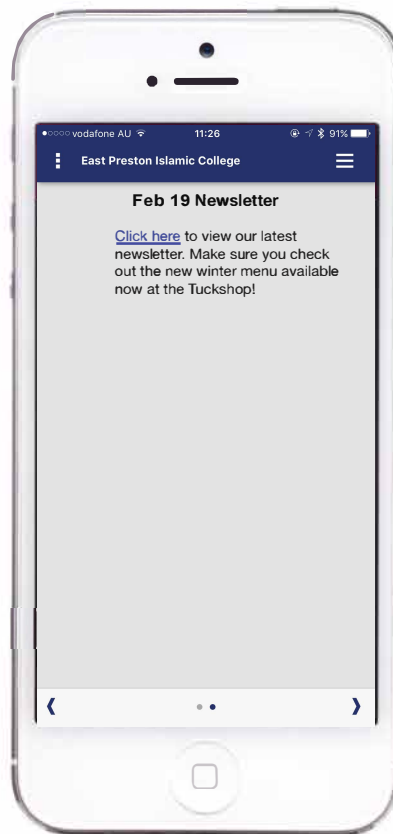 vodafone AU 11:26 91%
East Preston Islamic College
Feb 19 Newsletter
Click here to view our latest
newsletter. Make sure you check
out the new winter menu available
now at the Tuckshop!